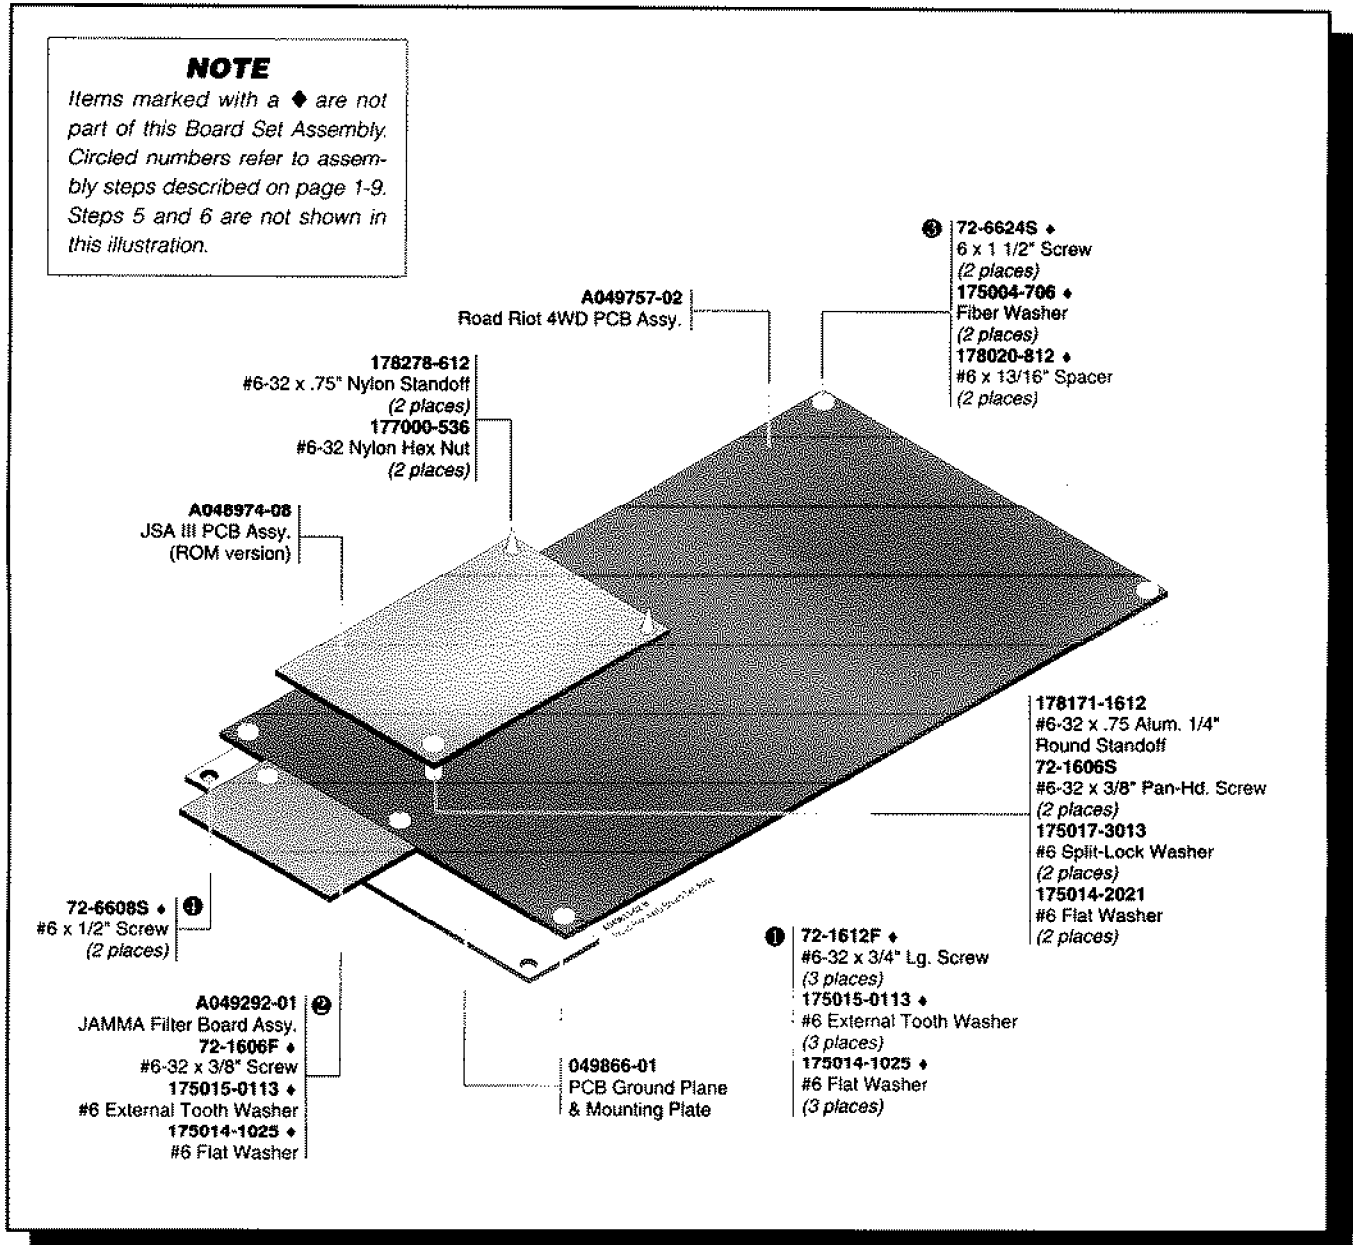 NOTE
Items marked with a ♦ are not
part of this Board Set Assembly.
Circled numbers refer to assem-
bly steps described on page 1-9.
Steps 5 and 6 are not shown in
this illustration.
❸ 72-6624S ♦
6 x 1 1/2" Screw
(2 places)
175004-706 ♦
Fiber Washer
(2 places)
178020-812 ♦
#6 x 13/16" Spacer
(2 places)
A049757-02
Road Riot 4WD PCB Assy.
178278-612
#6-32 x .75" Nylon Standoff
(2 places)
177000-536
#6-32 Nylon Hex Nut
(2 places)
A048974-08
JSA III PCB Assy.
(ROM version)
178171-1612
#6-32 x .75 Alum. 1/4"
Round Standoff
72-1606S
#6-32 x 3/8" Pan-Hd. Screw
(2 places)
175017-3013
#6 Split-Lock Washer
(2 places)
175014-2021
#6 Flat Washer
(2 places)
72-6608S ♦ ❹
#6 x 1/2" Screw
(2 places)
❶ 72-1612F ♦
#6-32 x 3/4" Lg. Screw
(3 places)
175015-0113 ♦
#6 External Tooth Washer
(3 places)
175014-1025 ♦
#6 Flat Washer
(3 places)
A049292-01 ❷
JAMMA Filter Board Assy.
72-1606F ♦
#6-32 x 3/8" Screw
175015-0113 ♦
#6 External Tooth Washer
175014-1025 ♦
#6 Flat Washer
049866-01
PCB Ground Plane
& Mounting Plate